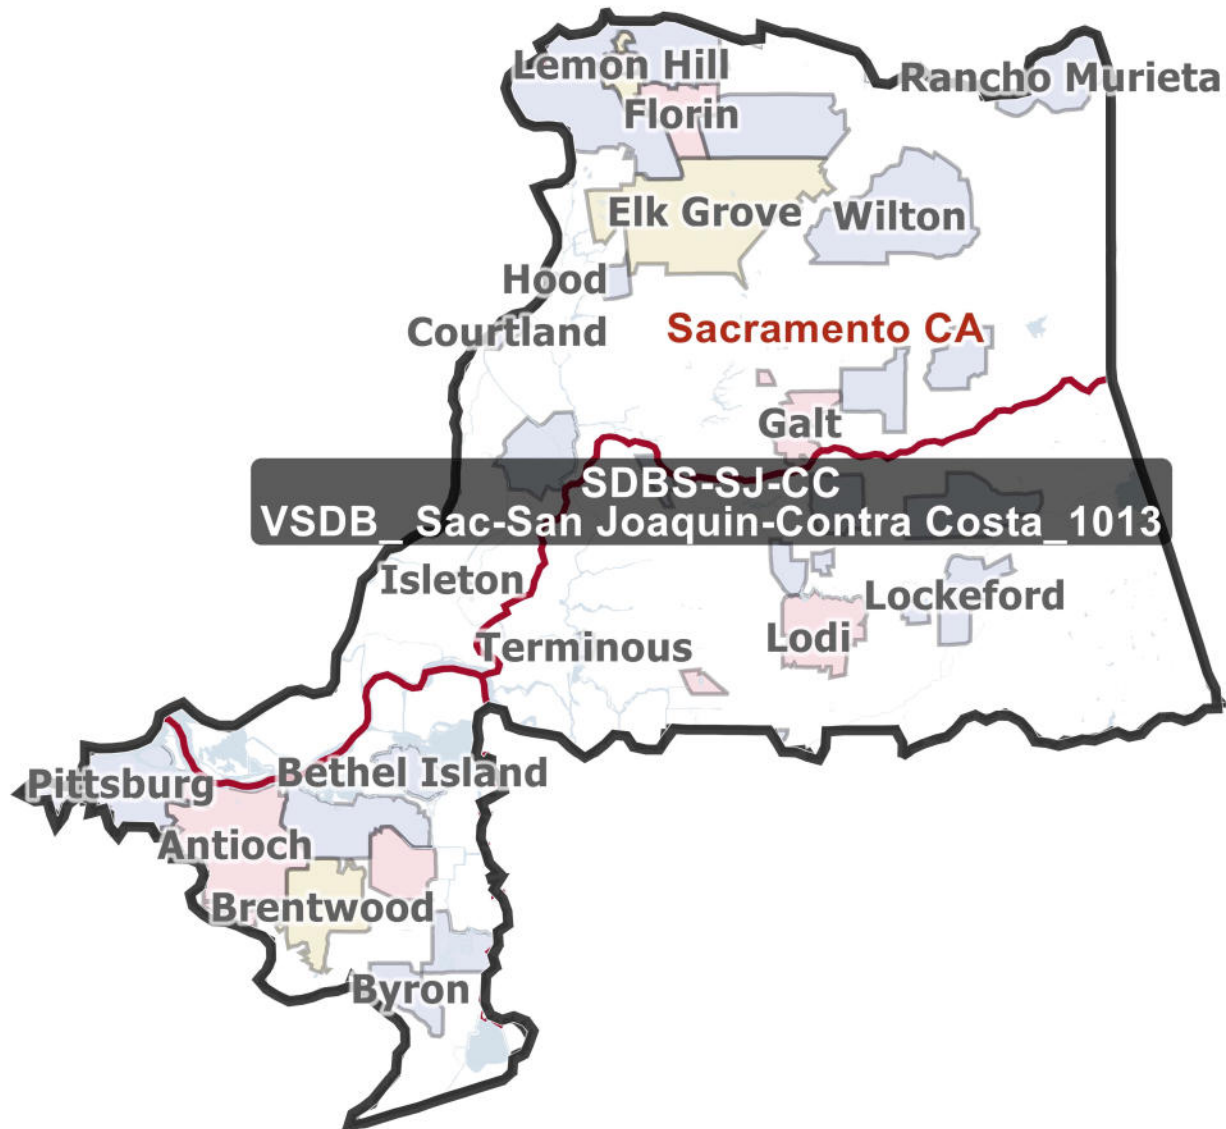 Lemon Hill
Rancho Murieta
Florin
Elk Grove
Wilton
Hood
Courtland
Sacramento CA
Galt
SDBS-SJ-CC
VSDB_ Sac-San Joaquin-Contra Costa_1013
Isleton
Lockeford
Terminous
Lodi
Bethel Island
Pittsburg
Antioch
Brentwood
Byron